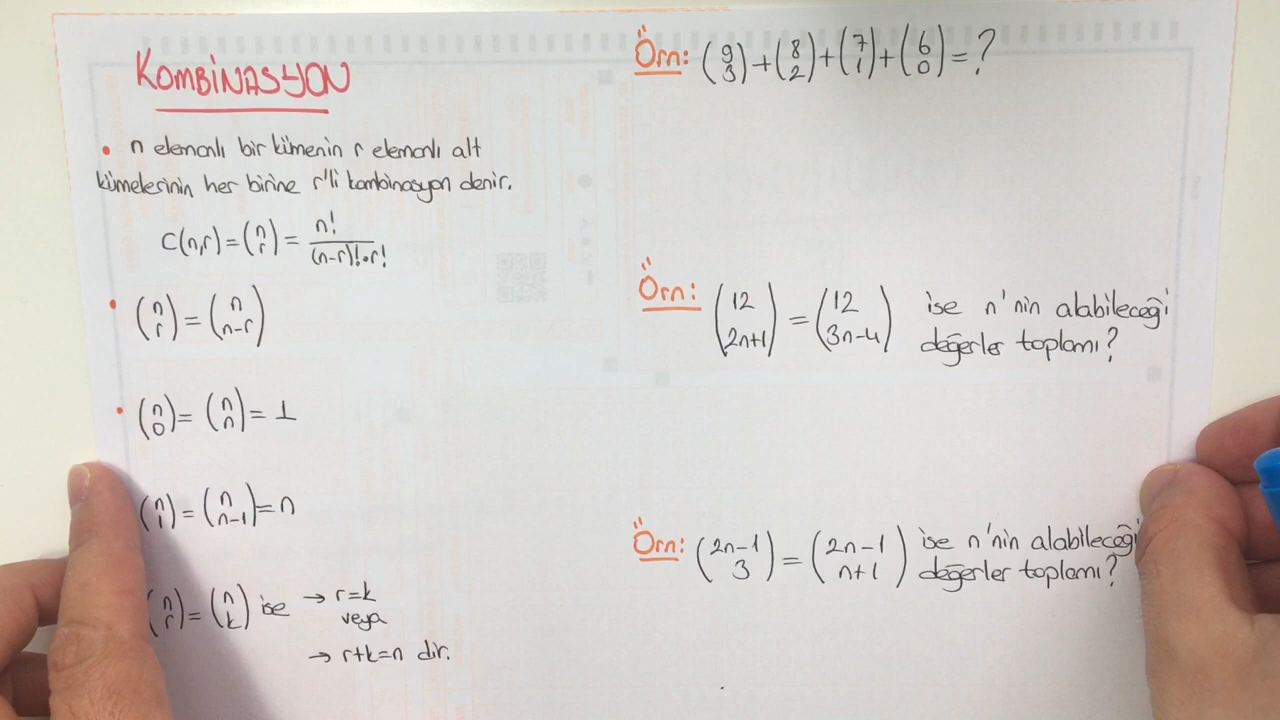 KOMBİNASYON
• n elemanlı bir kümenin r elemanlı alt
kümelerinin her birine r'li kombinasyon denir.
C(n,r) = (n r) = n! / (n-r)!·r!
• (n r) = (n n-r)
• (n 0) = (n n) = 1
(n 1) = (n n-1) = n
(n r) = (n k) ise → r=k
veya
→ r+k=n dir.
Örn: (9 3) + (8 2) + (7 1) + (6 0) = ?
Örn: (12 2n+1) = (12 3n-4) ise n'nin alabileceği
değerler toplamı?
Örn: (2n-1 3) = (2n-1 n+1) ise n'nin alabileceği
değerler toplamı?